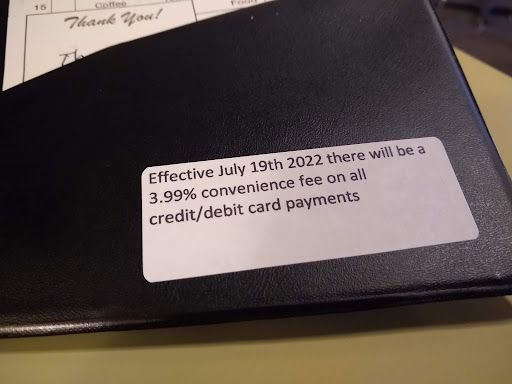 15 Coffee Food
Thank You!
Effective July 19th 2022 there will be a
3.99% convenience fee on all
credit/debit card payments